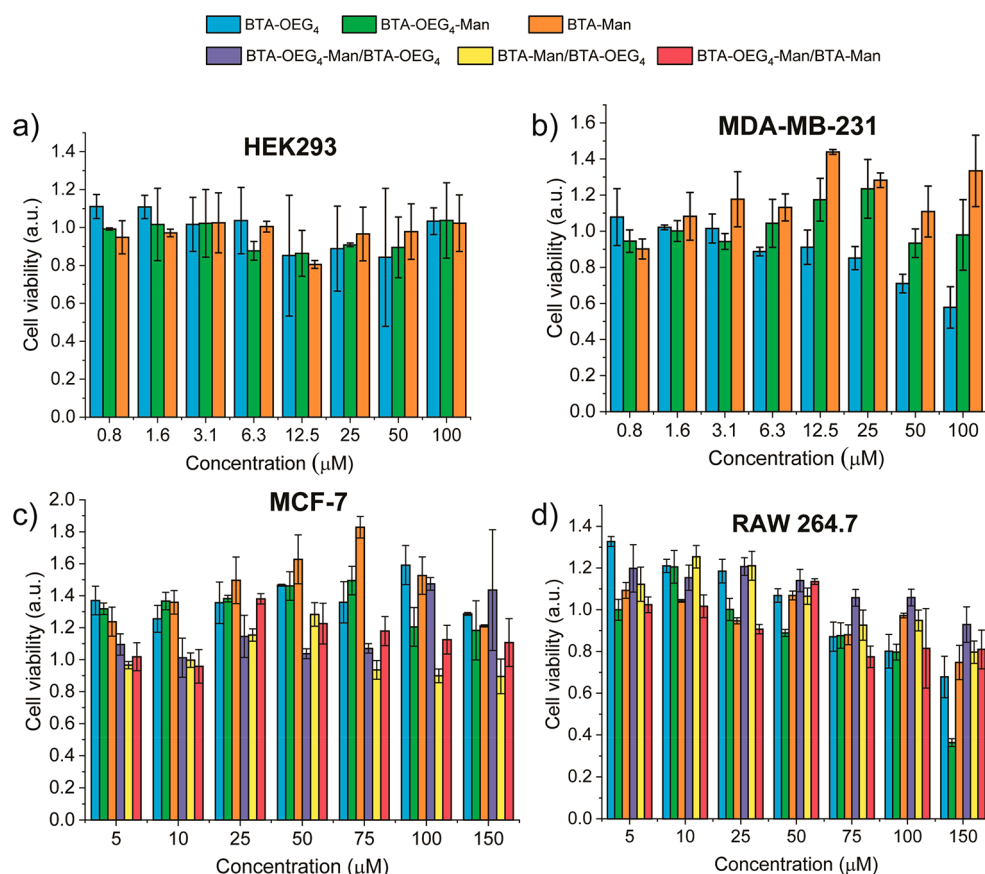 BTA-OEG₄ BTA-OEG₄-Man BTA-Man
BTA-OEG₄-Man/BTA-OEG₄ BTA-Man/BTA-OEG₄ BTA-OEG₄-Man/BTA-Man
a)
HEK293
Cell viability (a.u.)
1.4
1.2
1.0
0.8
0.6
0.4
0.2
0.0
0.8 1.6 3.1 6.3 12.5 25 50 100
Concentration (μM)
b)
MDA-MB-231
Cell viability (a.u.)
1.6
1.4
1.2
1.0
0.8
0.6
0.4
0.2
0.0
0.8 1.6 3.1 6.3 12.5 25 50 100
Concentration (μM)
c)
MCF-7
Cell viability (a.u.)
2.0
1.8
1.6
1.4
1.2
1.0
0.8
0.6
0.4
0.2
0.0
5 10 25 50 75 100 150
Concentration (μM)
d)
RAW 264.7
Cell viability (a.u.)
1.4
1.2
1.0
0.8
0.6
0.4
0.2
0.0
5 10 25 50 75 100 150
Concentration (μM)